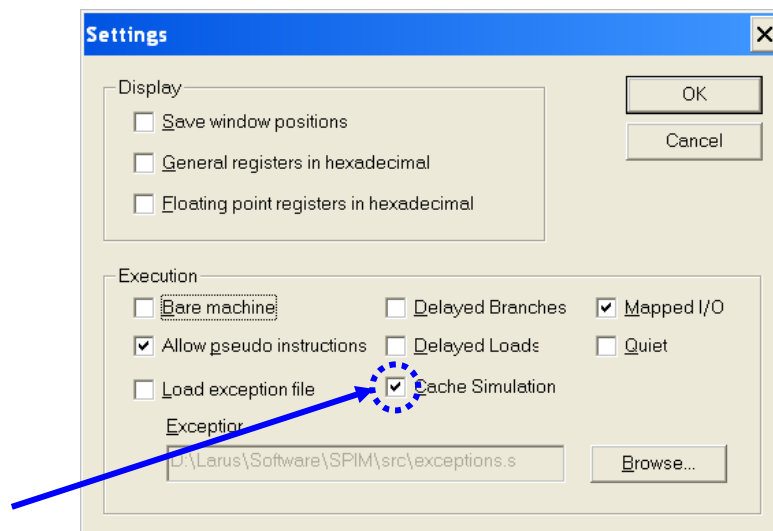 Settings
Display
Save window positions
General registers in hexadecimal
Floating point registers in hexadecimal
OK
Cancel
Execution
Bare machine
Delayed Branches
Mapped I/O
Allow pseudo instructions
Delayed Loads
Quiet
Load exception file
Cache Simulation
Exception
D:\Larus\Software\SPIM\src\exceptions.s
Browse...